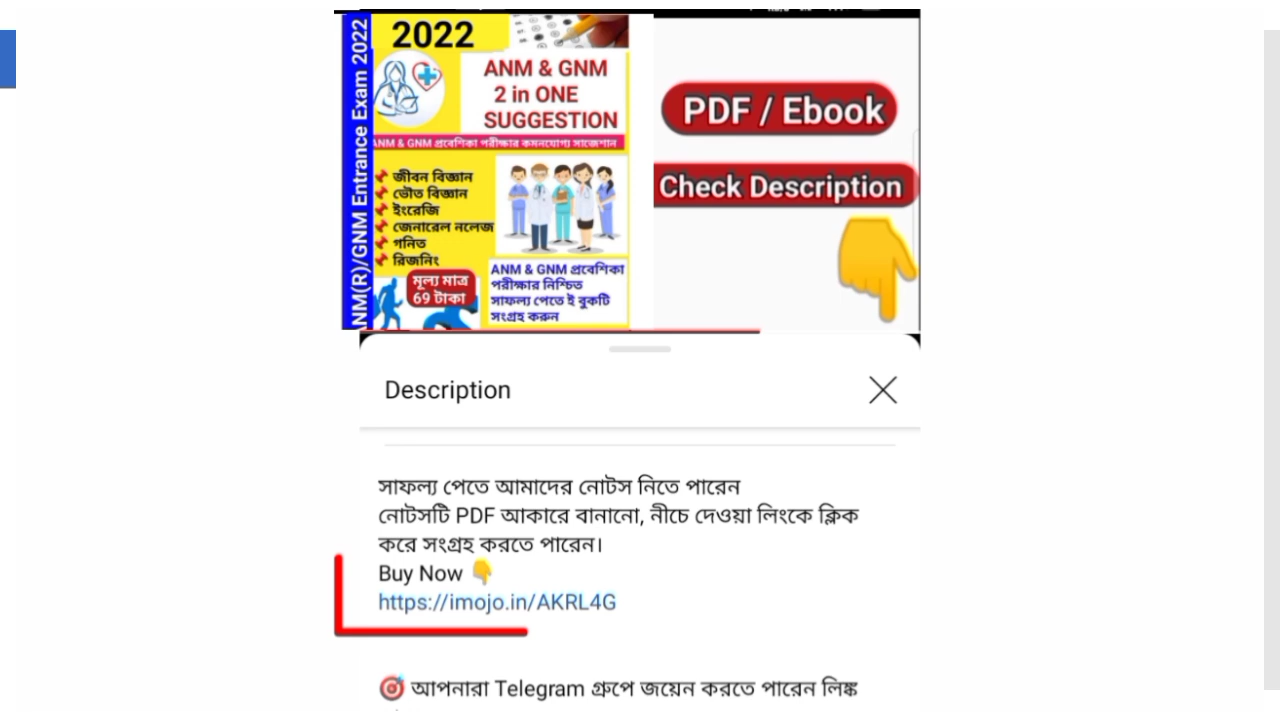 ANM(R)/GNM Entrance Exam 2022
2022
ANM & GNM
2 in ONE
SUGGESTION
ANM & GNM প্রবেশিকা পরীক্ষার কমনযোগ্য সাজেশান
জীবন বিজ্ঞান
ভৌত বিজ্ঞান
ইংরেজি
জেনারেল নলেজ
গনিত
রিজনিং
মূল্য মাত্র
69 টাকা
ANM & GNM প্রবেশিকা
পরীক্ষার নিশ্চিত
সাফল্য পেতে ই বুকটি
সংগ্রহ করুন
PDF / Ebook
Check Description
Description
সাফল্য পেতে আমাদের নোটস নিতে পারেন
নোটসটি PDF আকারে বানানো, নীচে দেওয়া লিংকে ক্লিক
করে সংগ্রহ করতে পারেন।
Buy Now 👇
https://imojo.in/AKRL4G
🎯 আপনারা Telegram গ্রুপে জয়েন করতে পারেন লিঙ্ক